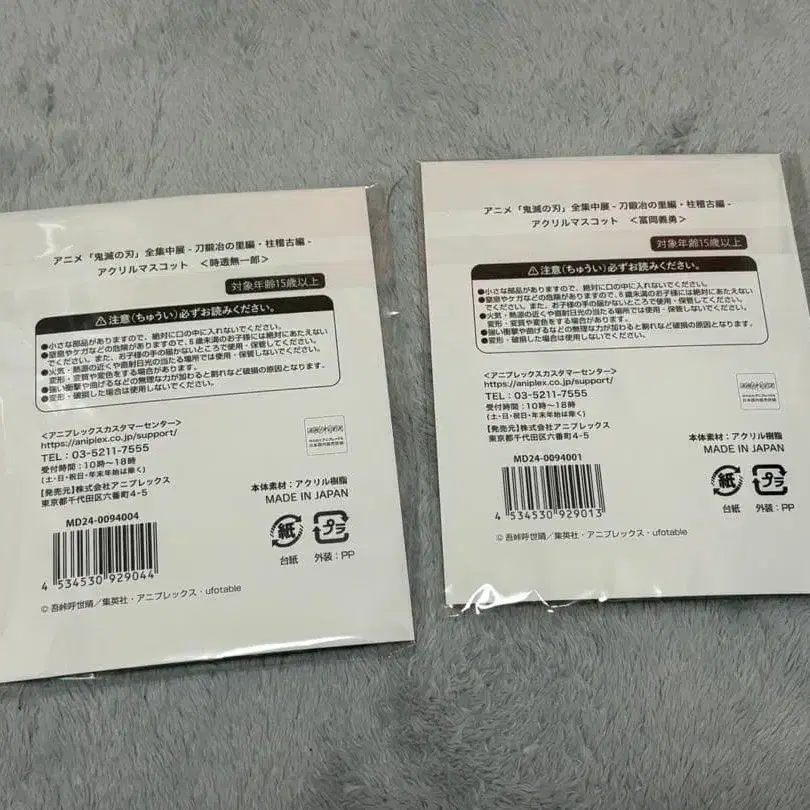 アニメ「鬼滅の刃」全集中展 - 刀鍛冶の里編・柱稽古編 -
アクリルマスコット <時透無一郎>
対象年齢15歳以上
注意(ちゅうい)必ずお読みください。
●小さな部品がありますので、絶対に口の中に入れないでください。
●窒息やケガなどの危険がありますので、6歳未満のお子様には絶対にあたえない
でください。また、お子様の手の届かないところで使用・保管してください。
●火気・熱源の近くや直射日光の当たる場所では使用・保管しないでください。
変形・変質や変色をする場合があります。
●強い衝撃や曲げるなどの無理な力が加わると割れなど破損の原因となります。
●変形・破損した場合は使用しないでください。
<アニプレックスカスタマーセンター>
https://aniplex.co.jp/support/
TEL:03-5211-7555
受付時間:10時~18時
(土・日・祝日・年末年始は除く)
【発売元】株式会社アニプレックス
東京都千代田区六番町4-5
MD24-0094004
4 534530 929044
日本国内販売許諾
本体素材:アクリル樹脂
MADE IN JAPAN
紙
プラ
台紙
外装:PP
© 吾峠呼世晴/集英社・アニプレックス・ufotable
アニメ「鬼滅の刃」全集中展 - 刀鍛冶の里編・柱稽古編 -
アクリルマスコット <冨岡義勇>
対象年齢15歳以上
注意(ちゅうい)必ずお読みください。
●小さな部品がありますので、絶対に口の中に入れないでください。
●窒息やケガなどの危険がありますので、6歳未満のお子様には絶対にあたえない
でください。また、お子様の手の届かないところで使用・保管してください。
●火気・熱源の近くや直射日光の当たる場所では使用・保管しないでください。
変形・変質や変色をする場合があります。
●強い衝撃や曲げるなどの無理な力が加わると割れなど破損の原因となります。
●変形・破損した場合は使用しないでください。
<アニプレックスカスタマーセンター>
https://aniplex.co.jp/support/
TEL:03-5211-7555
受付時間:10時~18時
(土・日・祝日・年末年始は除く)
【発売元】株式会社アニプレックス
東京都千代田区六番町4-5
MD24-0094001
4 534530 929013
日本国内販売許諾
本体素材:アクリル樹脂
MADE IN JAPAN
紙
プラ
台紙
外装:PP
© 吾峠呼世晴/集英社・アニプレックス・ufotable